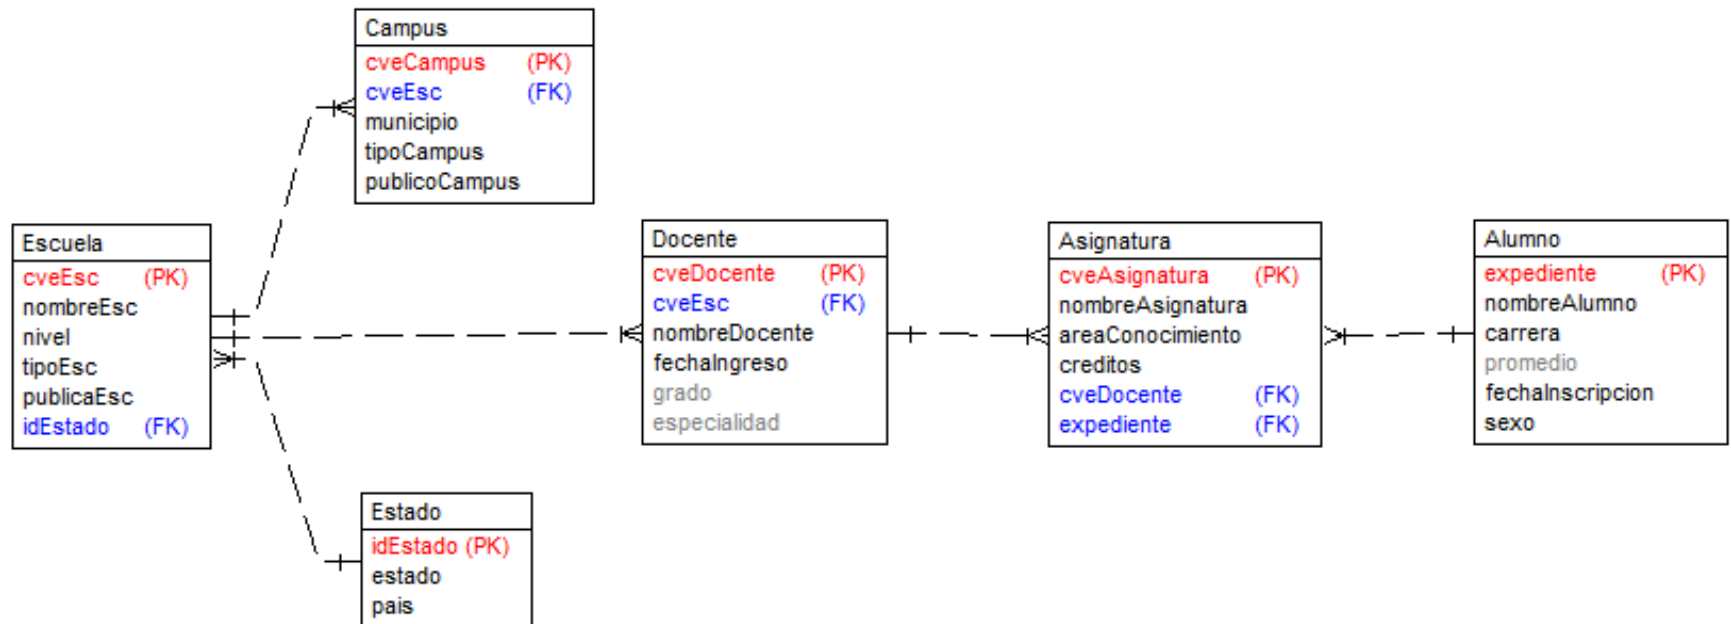 Campus
cveCampus (PK)
cveEsc (FK)
municipio
tipoCampus
publicoCampus
Escuela
cveEsc (PK)
nombreEsc
nivel
tipoEsc
publicaEsc
idEstado (FK)
Docente
cveDocente (PK)
cveEsc (FK)
nombreDocente
fechaIngreso
grado
especialidad
Asignatura
cveAsignatura (PK)
nombreAsignatura
areaConocimiento
creditos
cveDocente (FK)
expediente (FK)
Alumno
expediente (PK)
nombreAlumno
carrera
promedio
fechaInscripcion
sexo
Estado
idEstado (PK)
estado
pais